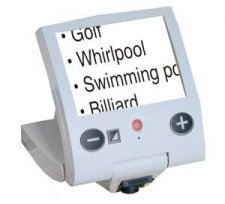 • Golf
• Whirlpool
• Swimming po
• Billiard